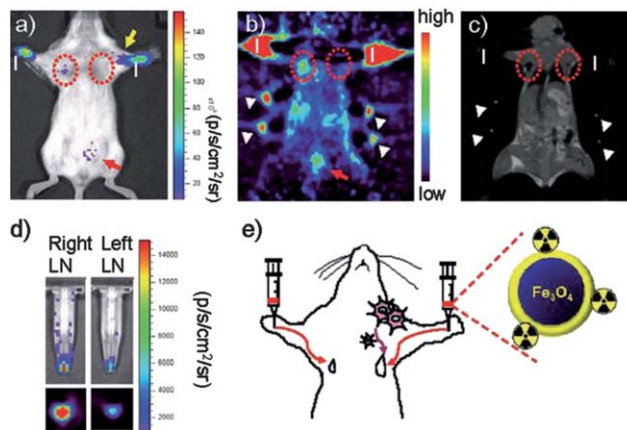 a)
I
I
140
120
100
80
60
40
20
(p/s/cm²/sr)
b)
I
I
high
low
c)
I
I
d)
Right Left
LN LN
14000
12000
10000
8000
6000
4000
2000
(p/s/cm²/sr)
e)
Fe₃O₄